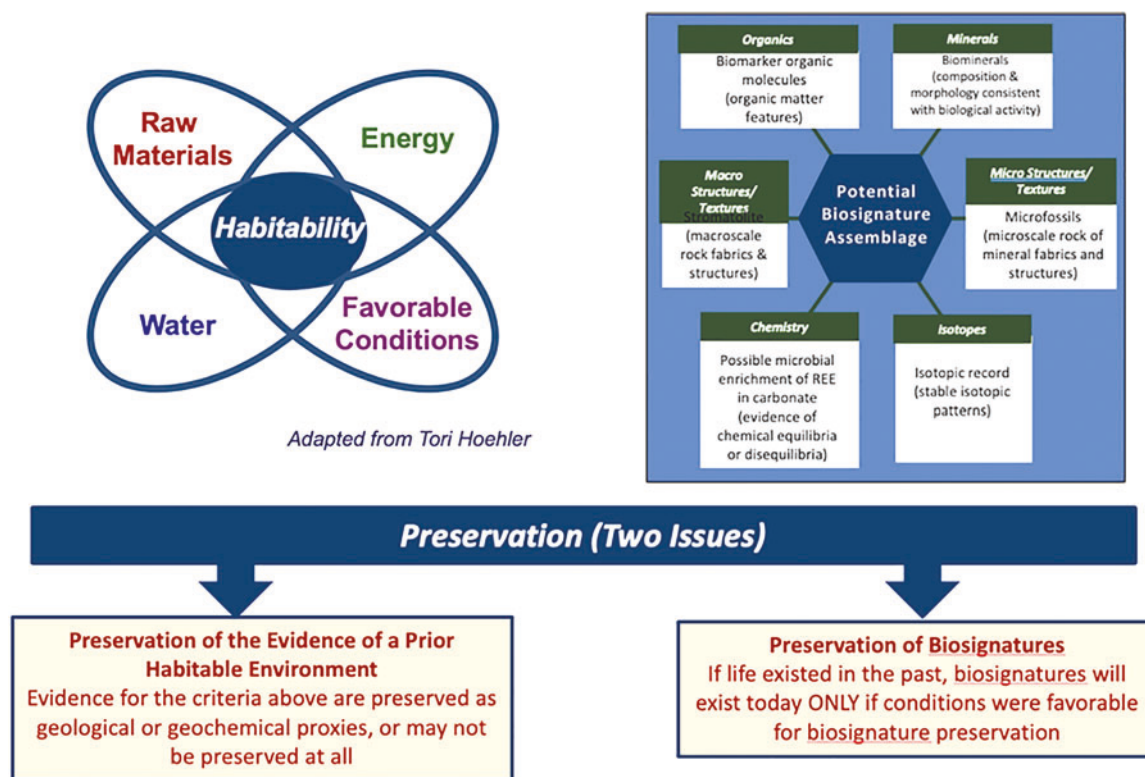 Raw
Materials
Energy
Habitability
Water
Favorable
Conditions
Adapted from Tori Hoehler
Organics
Biomarker organic
molecules
(organic matter
features)
Minerals
Biominerals
(composition &
morphology consistent
with biological activity)
Macro
Structures/
Textures
Stromatolite
(macroscale
rock fabrics &
structures)
Potential
Biosignature
Assemblage
Micro Structures/
Textures
Microfossils
(microscale rock of
mineral fabrics and
structures)
Chemistry
Possible microbial
enrichment of REE
in carbonate
(evidence of
chemical equilibria
or disequilibria)
Isotopes
Isotopic record
(stable isotopic
patterns)
Preservation (Two Issues)
Preservation of the Evidence of a Prior
Habitable Environment
Evidence for the criteria above are preserved as
geological or geochemical proxies, or may not
be preserved at all
Preservation of Biosignatures
If life existed in the past, biosignatures will
exist today ONLY if conditions were favorable
for biosignature preservation